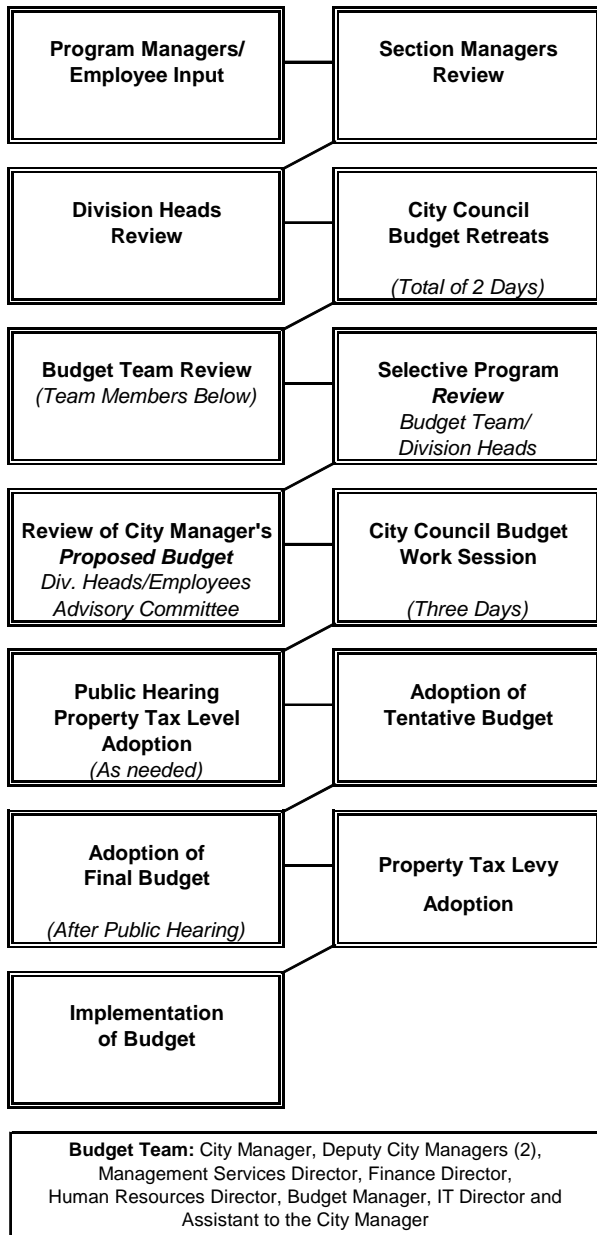 Program Managers/
Employee Input
Section Managers
Review
Division Heads
Review
City Council
Budget Retreats
(Total of 2 Days)
Budget Team Review
(Team Members Below)
Selective Program
Review
Budget Team/
Division Heads
Review of City Manager's
Proposed Budget
Div. Heads/Employees
Advisory Committee
City Council Budget
Work Session
(Three Days)
Public Hearing
Property Tax Level
Adoption
(As needed)
Adoption of
Tentative Budget
Adoption of
Final Budget
(After Public Hearing)
Property Tax Levy
Adoption
Implementation
of Budget
Budget Team: City Manager, Deputy City Managers (2),
Management Services Director, Finance Director,
Human Resources Director, Budget Manager, IT Director and
Assistant to the City Manager